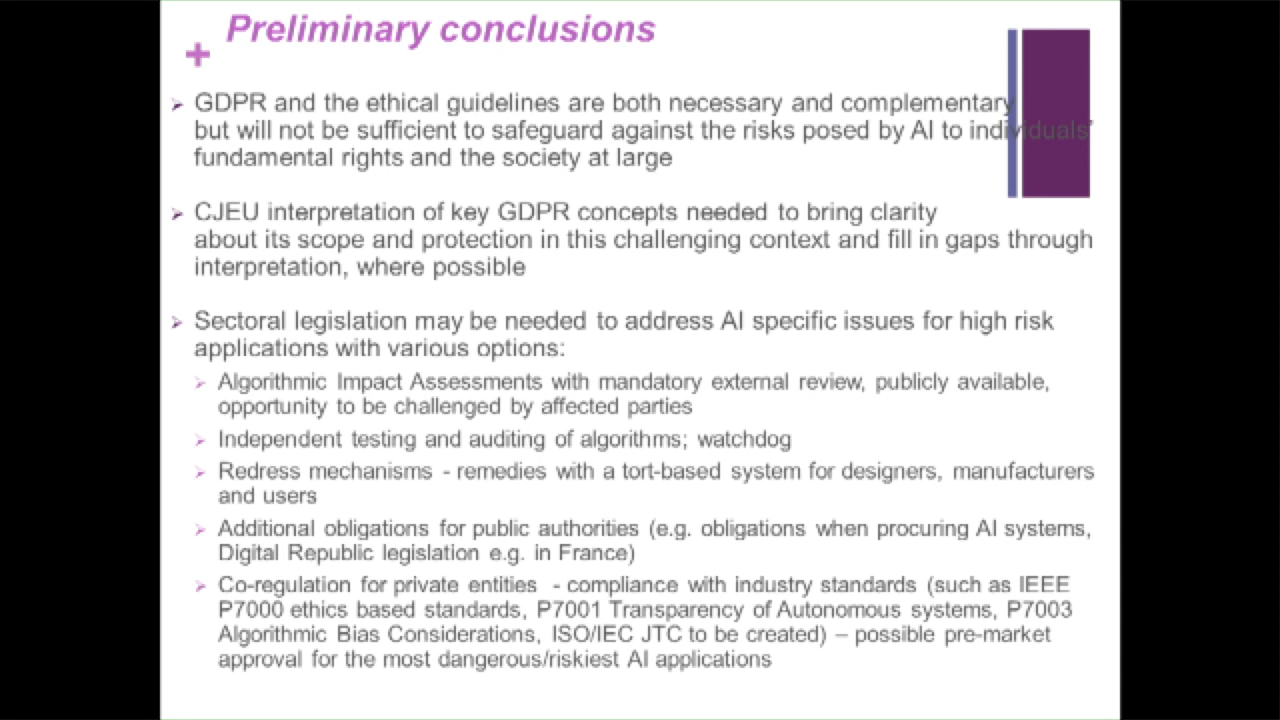 Preliminary conclusions
+
GDPR and the ethical guidelines are both necessary and complementary
but will not be sufficient to safeguard against the risks posed by AI to individuals'
fundamental rights and the society at large
CJEU interpretation of key GDPR concepts needed to bring clarity
about its scope and protection in this challenging context and fill in gaps through
interpretation, where possible
Sectoral legislation may be needed to address AI specific issues for high risk
applications with various options:
Algorithmic Impact Assessments with mandatory external review, publicly available,
opportunity to be challenged by affected parties
Independent testing and auditing of algorithms; watchdog
Redress mechanisms - remedies with a tort-based system for designers, manufacturers
and users
Additional obligations for public authorities (e.g. obligations when procuring AI systems,
Digital Republic legislation e.g. in France)
Co-regulation for private entities - compliance with industry standards (such as IEEE
P7000 ethics based standards, P7001 Transparency of Autonomous systems, P7003
Algorithmic Bias Considerations, ISO/IEC JTC to be created) – possible pre-market
approval for the most dangerous/riskiest AI applications